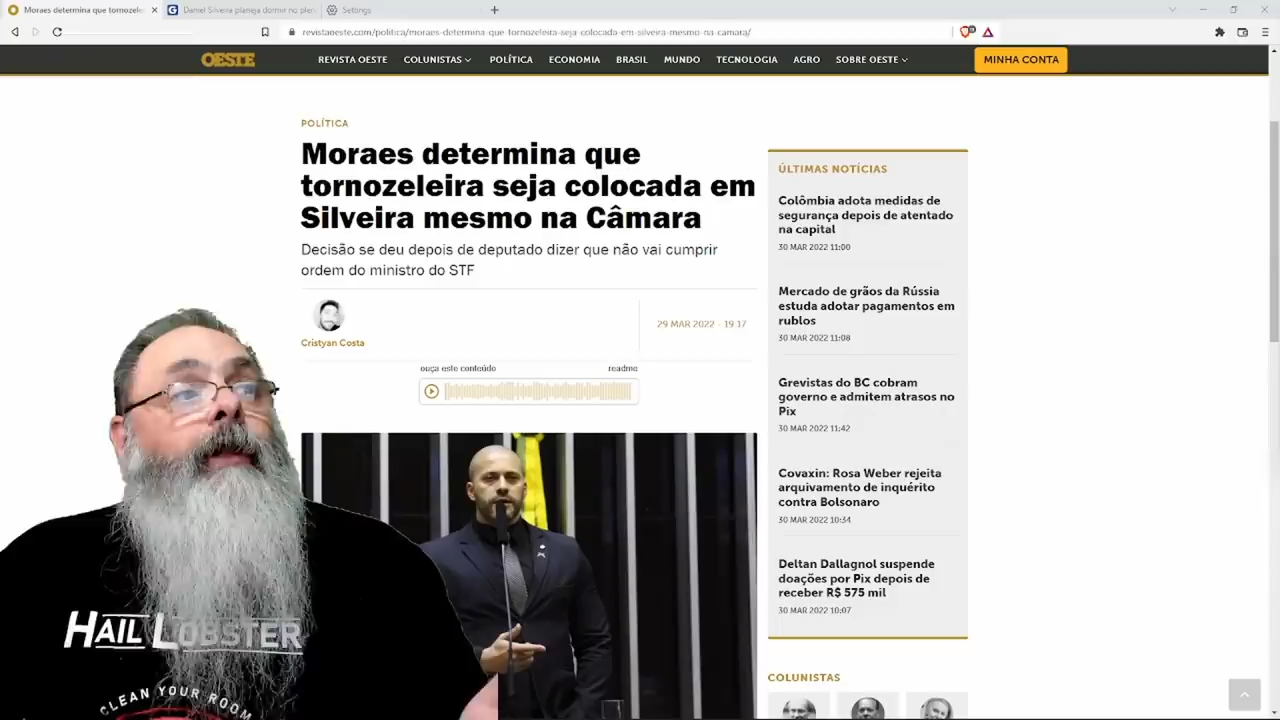 Moraes determina que tornozele
Daniel Silveira planeja dormir no plen
Settings
revistaoeste.com/politica/moraes-determina-que-tornozeleira-seja-colocada-em-silveira-mesmo-na-camara/
OESTE
REVISTA OESTE
COLUNISTAS
POLÍTICA
ECONOMIA
BRASIL
MUNDO
TECNOLOGIA
AGRO
SOBRE OESTE
MINHA CONTA
POLÍTICA
Moraes determina que
tornozeleira seja colocada em
Silveira mesmo na Câmara
Decisão se deu depois de deputado dizer que não vai cumprir
ordem do ministro do STF
Cristyan Costa
29 MAR 2022 - 19:17
ouça este conteúdo
readme
ÚLTIMAS NOTÍCIAS
Colômbia adota medidas de
segurança depois de atentado
na capital
30 MAR 2022 11:00
Mercado de grãos da Rússia
estuda adotar pagamentos em
rublos
30 MAR 2022 11:08
Grevistas do BC cobram
governo e admitem atrasos no
Pix
30 MAR 2022 11:42
Covaxin: Rosa Weber rejeita
arquivamento de inquérito
contra Bolsonaro
30 MAR 2022 10:34
Deltan Dallagnol suspende
doações por Pix depois de
receber R$ 575 mil
30 MAR 2022 10:07
COLUNISTAS
HAIL LOBSTER
CLEAN YOUR ROOM